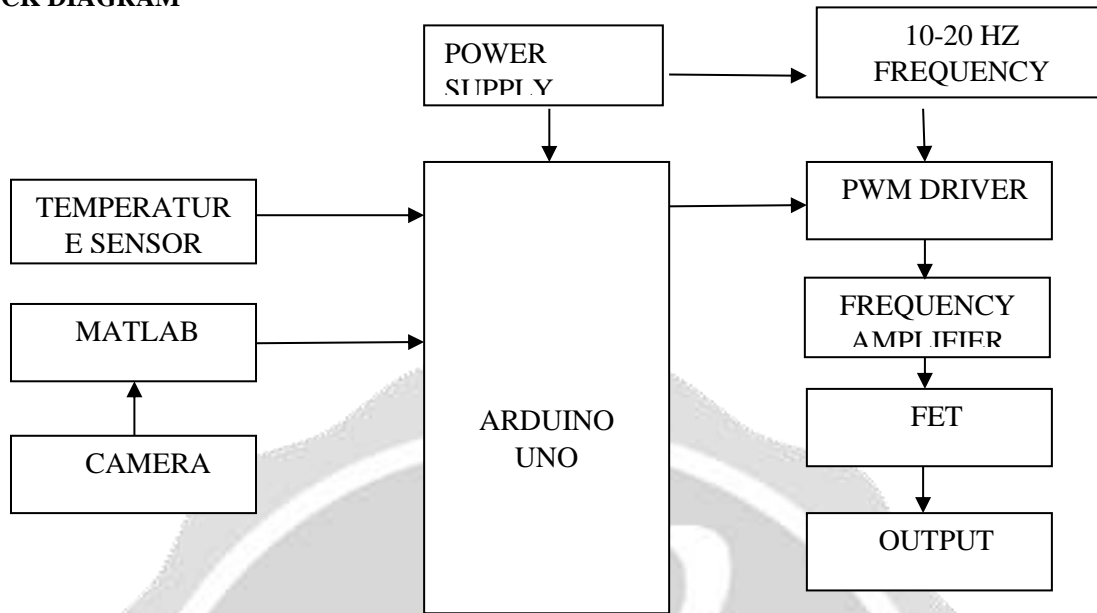 CK DIAGRAM
POWER
SUPPLY
10-20 HZ
FREQUENCY
TEMPERATUR
E SENSOR
PWM DRIVER
MATLAB
FREQUENCY
AMPLIFIER
ARDUINO
UNO
FET
CAMERA
OUTPUT